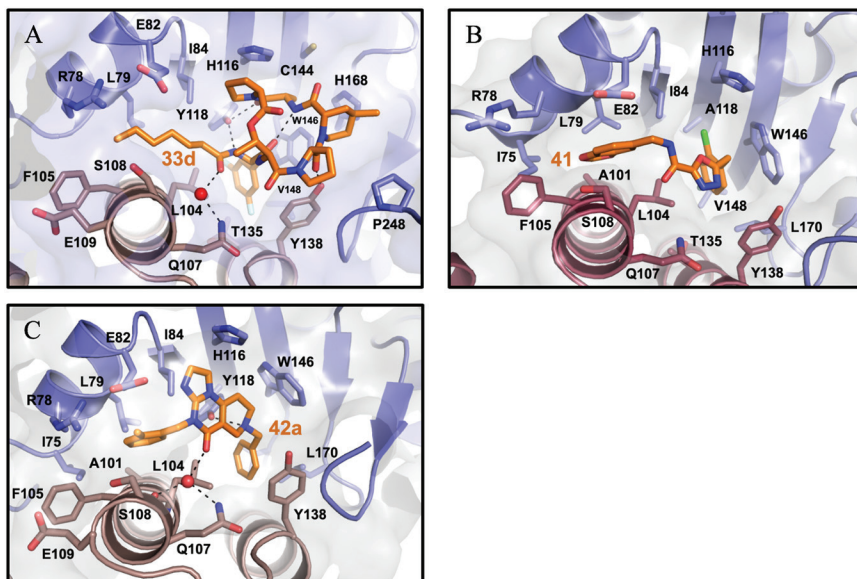 A
E82
I84
R78
L79
H116
C144
H168
Y118
W146
33d
S108
V148
F105
L104
T135
P248
E109
Y138
Q107
B
H116
R78
E82
I84
L79
A118
W146
41
I75
A101
V148
L104
F105
S108
L170
T135
Y138
Q107
C
E82
I84
H116
W146
L79
Y118
R78
42a
I75
A101
L104
L170
F105
S108
Y138
E109
Q107